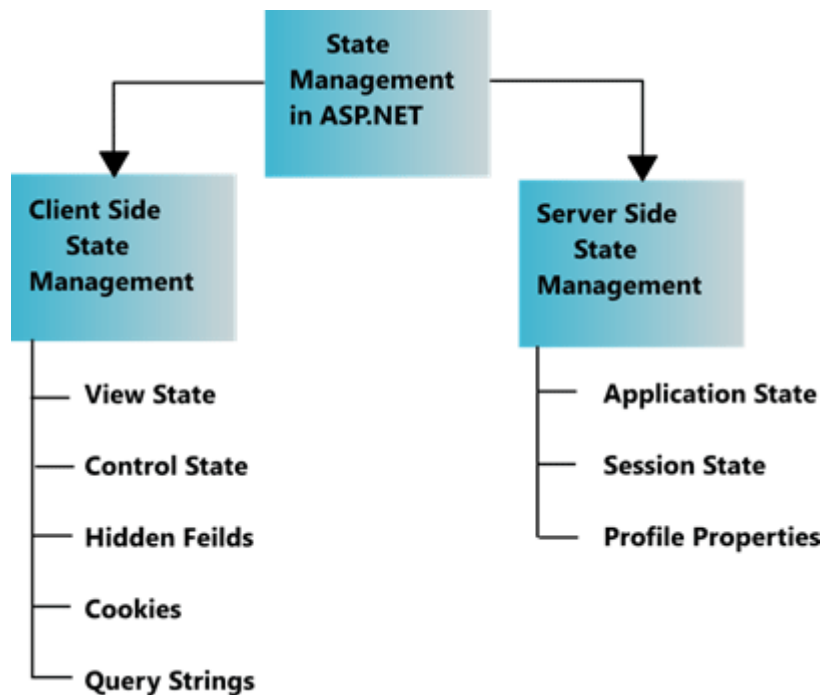 State
Management
in ASP.NET
Client Side
State
Management
View State
Control State
Hidden Feilds
Cookies
Query Strings
Server Side
State
Management
Application State
Session State
Profile Properties